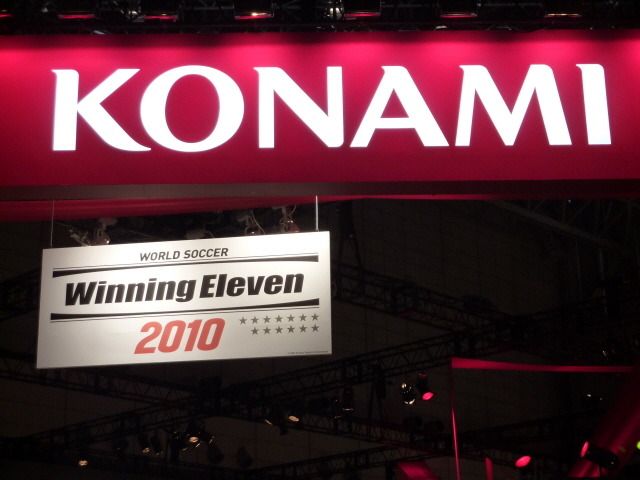 KONAMI
WORLD SOCCER
Winning Eleven
2010